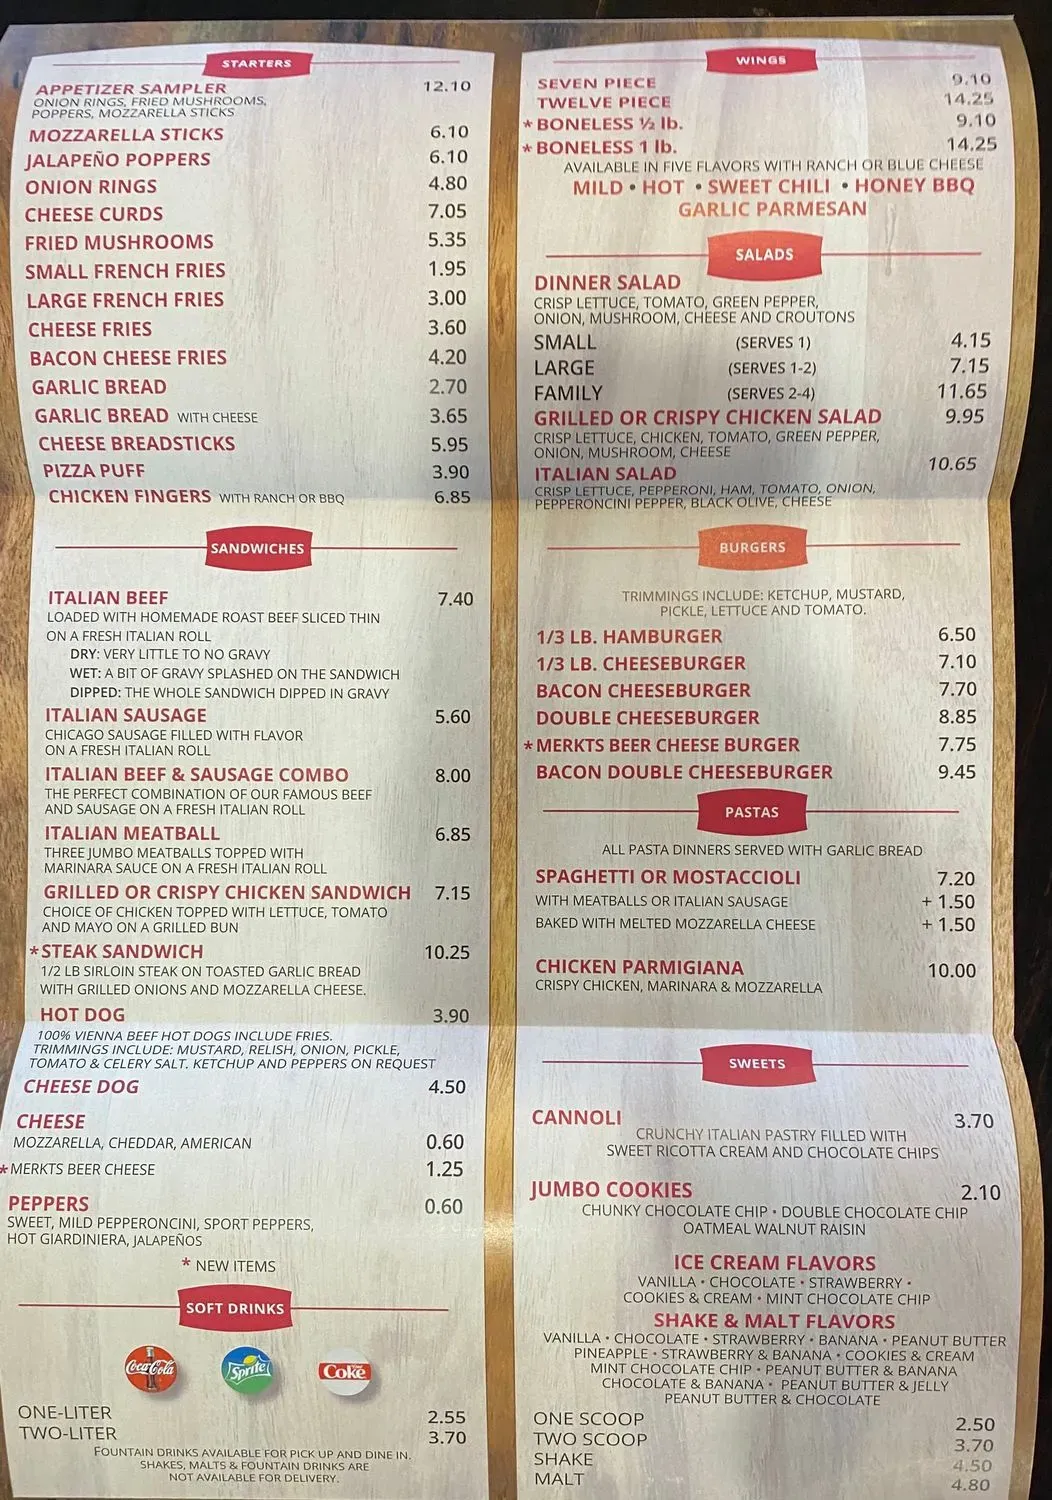 STARTERS
APPETIZER SAMPLER 12.10
ONION RINGS, FRIED MUSHROOMS,
POPPERS, MOZZARELLA STICKS
MOZZARELLA STICKS 6.10
JALAPEÑO POPPERS 6.10
ONION RINGS 4.80
CHEESE CURDS 7.05
FRIED MUSHROOMS 5.35
SMALL FRENCH FRIES 1.95
LARGE FRENCH FRIES 3.00
CHEESE FRIES 3.60
BACON CHEESE FRIES 4.20
GARLIC BREAD 2.70
GARLIC BREAD WITH CHEESE 3.65
CHEESE BREADSTICKS 5.95
PIZZA PUFF 3.90
CHICKEN FINGERS WITH RANCH OR BBQ 6.85
SANDWICHES
ITALIAN BEEF 7.40
LOADED WITH HOMEMADE ROAST BEEF SLICED THIN
ON A FRESH ITALIAN ROLL
DRY: VERY LITTLE TO NO GRAVY
WET: A BIT OF GRAVY SPLASHED ON THE SANDWICH
DIPPED: THE WHOLE SANDWICH DIPPED IN GRAVY
ITALIAN SAUSAGE 5.60
CHICAGO SAUSAGE FILLED WITH FLAVOR
ON A FRESH ITALIAN ROLL
ITALIAN BEEF & SAUSAGE COMBO 8.00
THE PERFECT COMBINATION OF OUR FAMOUS BEEF
AND SAUSAGE ON A FRESH ITALIAN ROLL
ITALIAN MEATBALL 6.85
THREE JUMBO MEATBALLS TOPPED WITH
MARINARA SAUCE ON A FRESH ITALIAN ROLL
GRILLED OR CRISPY CHICKEN SANDWICH 7.15
CHOICE OF CHICKEN TOPPED WITH LETTUCE, TOMATO
AND MAYO ON A GRILLED BUN
*STEAK SANDWICH 10.25
1/2 LB SIRLOIN STEAK ON TOASTED GARLIC BREAD
WITH GRILLED ONIONS AND MOZZARELLA CHEESE.
HOT DOG 3.90
100% VIENNA BEEF HOT DOGS INCLUDE FRIES.
TRIMMINGS INCLUDE: MUSTARD, RELISH, ONION, PICKLE,
TOMATO & CELERY SALT. KETCHUP AND PEPPERS ON REQUEST
CHEESE DOG 4.50
CHEESE
MOZZARELLA, CHEDDAR, AMERICAN 0.60
*MERKTS BEER CHEESE 1.25
PEPPERS 0.60
SWEET, MILD PEPPERONCINI, SPORT PEPPERS,
HOT GIARDINIERA, JALAPEÑOS
* NEW ITEMS
SOFT DRINKS
Coca-Cola Sprite Coke
ONE-LITER 2.55
TWO-LITER 3.70
FOUNTAIN DRINKS AVAILABLE FOR PICK UP AND DINE IN.
SHAKES, MALTS & FOUNTAIN DRINKS ARE
NOT AVAILABLE FOR DELIVERY.
WINGS
SEVEN PIECE 9.10
TWELVE PIECE 14.25
*BONELESS ½ lb. 9.10
*BONELESS 1 lb. 14.25
AVAILABLE IN FIVE FLAVORS WITH RANCH OR BLUE CHEESE
MILD • HOT • SWEET CHILI • HONEY BBQ
GARLIC PARMESAN
SALADS
DINNER SALAD
CRISP LETTUCE, TOMATO, GREEN PEPPER,
ONION, MUSHROOM, CHEESE AND CROUTONS
SMALL (SERVES 1) 4.15
LARGE (SERVES 1-2) 7.15
FAMILY (SERVES 2-4) 11.65
GRILLED OR CRISPY CHICKEN SALAD 9.95
CRISP LETTUCE, CHICKEN, TOMATO, GREEN PEPPER,
ONION, MUSHROOM, CHEESE
ITALIAN SALAD 10.65
CRISP LETTUCE, PEPPERONI, HAM, TOMATO, ONION,
PEPPERONCINI PEPPER, BLACK OLIVE, CHEESE
BURGERS
TRIMMINGS INCLUDE: KETCHUP, MUSTARD,
PICKLE, LETTUCE AND TOMATO.
1/3 LB. HAMBURGER 6.50
1/3 LB. CHEESEBURGER 7.10
BACON CHEESEBURGER 7.70
DOUBLE CHEESEBURGER 8.85
*MERKTS BEER CHEESE BURGER 7.75
BACON DOUBLE CHEESEBURGER 9.45
PASTAS
ALL PASTA DINNERS SERVED WITH GARLIC BREAD
SPAGHETTI OR MOSTACCIOLI 7.20
WITH MEATBALLS OR ITALIAN SAUSAGE + 1.50
BAKED WITH MELTED MOZZARELLA CHEESE + 1.50
CHICKEN PARMIGIANA 10.00
CRISPY CHICKEN, MARINARA & MOZZARELLA
SWEETS
CANNOLI 3.70
CRUNCHY ITALIAN PASTRY FILLED WITH
SWEET RICOTTA CREAM AND CHOCOLATE CHIPS
JUMBO COOKIES 2.10
CHUNKY CHOCOLATE CHIP • DOUBLE CHOCOLATE CHIP
OATMEAL WALNUT RAISIN
ICE CREAM FLAVORS
VANILLA • CHOCOLATE • STRAWBERRY •
COOKIES & CREAM • MINT CHOCOLATE CHIP
SHAKE & MALT FLAVORS
VANILLA • CHOCOLATE • STRAWBERRY • BANANA • PEANUT BUTTER
PINEAPPLE • STRAWBERRY & BANANA • COOKIES & CREAM
MINT CHOCOLATE CHIP • PEANUT BUTTER & BANANA
CHOCOLATE & BANANA • PEANUT BUTTER & JELLY
PEANUT BUTTER & CHOCOLATE
ONE SCOOP 2.50
TWO SCOOP 3.70
SHAKE 4.50
MALT 4.80